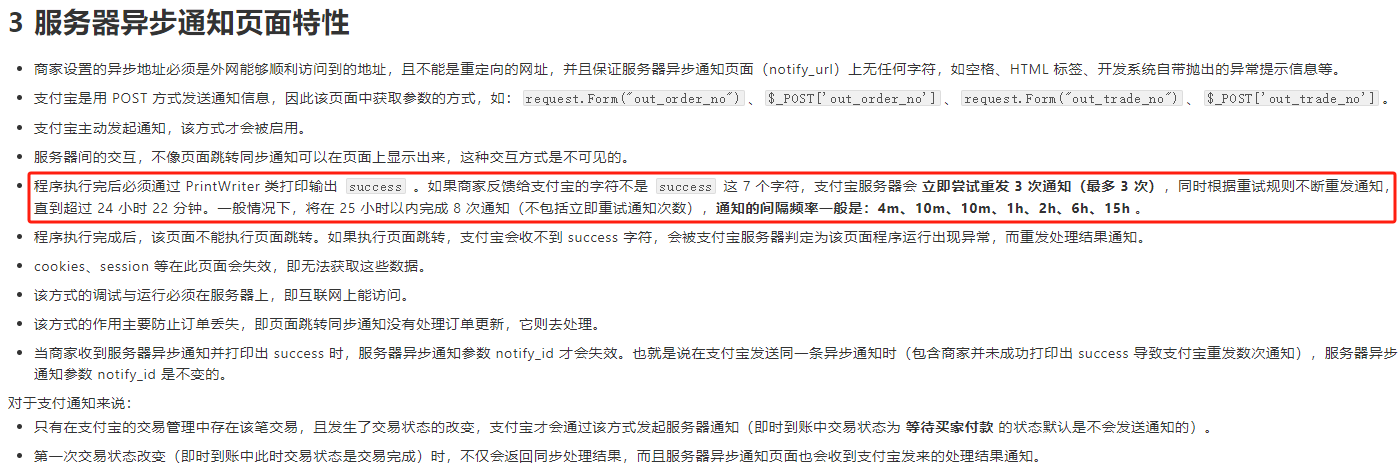 3 服务器异步通知页面特性
商家设置的异步地址必须是外网能够顺利访问到的地址，且不能是重定向的网址，并且保证服务器异步通知页面（notify_url）上无任何字符，如空格、HTML 标签、开发系统自带抛出的异常提示信息等。
支付宝是用 POST 方式发送通知信息，因此该页面中获取参数的方式，如：request.Form("out_order_no")、$_POST['out_order_no']、request.Form("out_trade_no")、$_POST['out_trade_no']。
支付宝主动发起通知，该方式才会被启用。
服务器间的交互，不像页面跳转同步通知可以在页面上显示出来，这种交互方式是不可见的。
程序执行完后必须通过 PrintWriter 类打印输出 success 。如果商家反馈给支付宝的字符不是 success 这 7 个字符，支付宝服务器会 立即尝试重发 3 次通知（最多 3 次），同时根据重试规则不断重发通知，
直到超过 24 小时 22 分钟。一般情况下，将在 25 小时以内完成 8 次通知（不包括立即重试通知次数），通知的间隔频率一般是：4m、10m、10m、1h、2h、6h、15h 。
程序执行完成后，该页面不能执行页面跳转。如果执行页面跳转，支付宝会收不到 success 字符，会被支付宝服务器判定为该页面程序运行出现异常，而重发处理结果通知。
cookies、session 等在此页面会失效，即无法获取这些数据。
该方式的调试与运行必须在服务器上，即互联网上能访问。
该方式的作用主要防止订单丢失，即页面跳转同步通知没有处理订单更新，它则去处理。
当商家收到服务器异步通知并打印出 success 时，服务器异步通知参数 notify_id 才会失效。也就是说在支付宝发送同一条异步通知时（包含商家并未成功打印出 success 导致支付宝重发数次通知），服务器异步
通知参数 notify_id 是不变的。
对于支付通知来说：
只有在支付宝的交易管理中存在该笔交易，且发生了交易状态的改变，支付宝才会通过该方式发起服务器通知（即时到账中交易状态为 等待买家付款 的状态默认是不会发送通知的）。
第一次交易状态改变（即时到账中此时交易状态是交易完成）时，不仅会返回同步处理结果，而且服务器异步通知页面也会收到支付宝发来的处理结果通知。